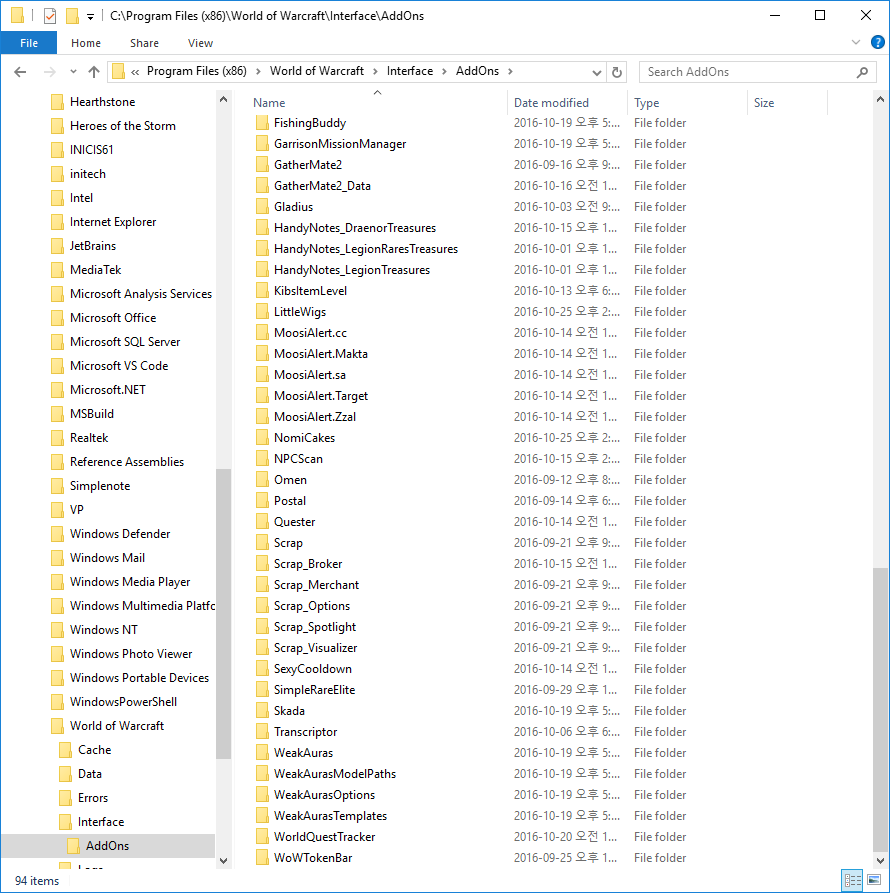 C:\Program Files (x86)\World of Warcraft\Interface\AddOns
File Home Share View
« Program Files (x86) > World of Warcraft > Interface > AddOns >
Search AddOns
Hearthstone
Heroes of the Storm
INICIS61
initech
Intel
Internet Explorer
JetBrains
MediaTek
Microsoft Analysis Services
Microsoft Office
Microsoft SQL Server
Microsoft VS Code
Microsoft.NET
MSBuild
Realtek
Reference Assemblies
Simplenote
VP
Windows Defender
Windows Mail
Windows Media Player
Windows Multimedia Platfo
Windows NT
Windows Photo Viewer
Windows Portable Devices
WindowsPowerShell
World of Warcraft
Cache
Data
Errors
Interface
AddOns
Name Date modified Type Size
FishingBuddy 2016-10-19 오후 5:... File folder
GarrisonMissionManager 2016-10-19 오후 5:... File folder
GatherMate2 2016-09-16 오후 9:... File folder
GatherMate2_Data 2016-10-16 오전 1... File folder
Gladius 2016-10-03 오전 9:... File folder
HandyNotes_DraenorTreasures 2016-10-15 오후 1... File folder
HandyNotes_LegionRaresTreasures 2016-10-01 오후 1... File folder
HandyNotes_LegionTreasures 2016-10-01 오후 1... File folder
KibsItemLevel 2016-10-13 오후 6:... File folder
LittleWigs 2016-10-25 오후 2:... File folder
MoosiAlert.cc 2016-10-14 오전 1... File folder
MoosiAlert.Makta 2016-10-14 오전 1... File folder
MoosiAlert.sa 2016-10-14 오전 1... File folder
MoosiAlert.Target 2016-10-14 오전 1... File folder
MoosiAlert.Zzal 2016-10-14 오전 1... File folder
NomiCakes 2016-10-25 오후 2:... File folder
NPCScan 2016-10-15 오후 2:... File folder
Omen 2016-09-12 오후 8:... File folder
Postal 2016-09-14 오후 6:... File folder
Quester 2016-10-14 오전 1... File folder
Scrap 2016-09-21 오후 9:... File folder
Scrap_Broker 2016-10-15 오전 1... File folder
Scrap_Merchant 2016-09-21 오후 9:... File folder
Scrap_Options 2016-09-21 오후 9:... File folder
Scrap_Spotlight 2016-09-21 오후 9:... File folder
Scrap_Visualizer 2016-09-21 오후 9:... File folder
SexyCooldown 2016-10-14 오전 1... File folder
SimpleRareElite 2016-09-29 오후 1... File folder
Skada 2016-10-19 오후 5:... File folder
Transcriptor 2016-10-06 오후 6:... File folder
WeakAuras 2016-10-19 오후 5:... File folder
WeakAurasModelPaths 2016-10-19 오후 5:... File folder
WeakAurasOptions 2016-10-19 오후 5:... File folder
WeakAurasTemplates 2016-10-19 오후 5:... File folder
WorldQuestTracker 2016-10-20 오전 1... File folder
WoWTokenBar 2016-09-25 오후 1... File folder
94 items